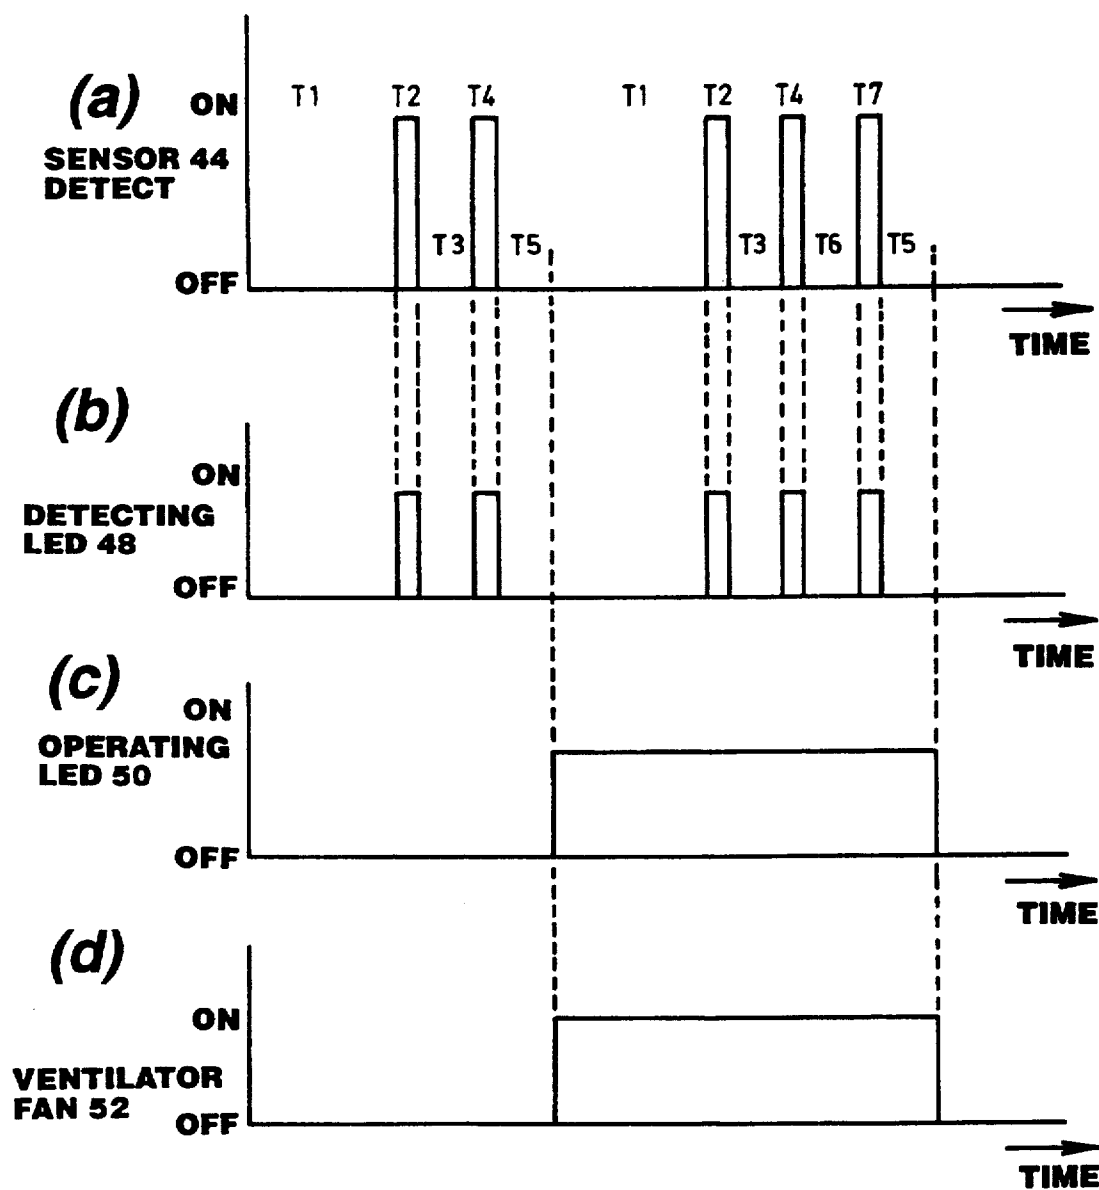 (a)
ON T1 T2 T4 T1 T2 T4 T7
SENSOR 44
DETECT
T3 T5 T3 T6 T5
OFF
TIME
(b)
ON
DETECTING
LED 48
OFF
TIME
(c)
ON
OPERATING
LED 50
OFF
TIME
(d)
ON
VENTILATOR
FAN 52
OFF
TIME